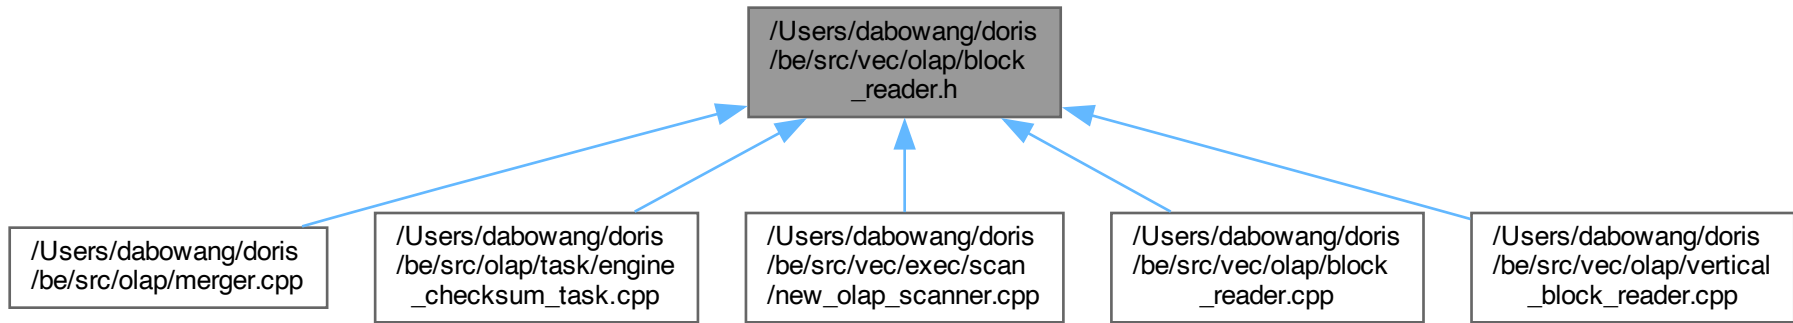 /Users/dabowang/doris
/be/src/vec/olap/block
_reader.h
/Users/dabowang/doris
/be/src/olap/merger.cpp
/Users/dabowang/doris
/be/src/olap/task/engine
_checksum_task.cpp
/Users/dabowang/doris
/be/src/vec/exec/scan
/new_olap_scanner.cpp
/Users/dabowang/doris
/be/src/vec/olap/block
_reader.cpp
/Users/dabowang/doris
/be/src/vec/olap/vertical
_block_reader.cpp